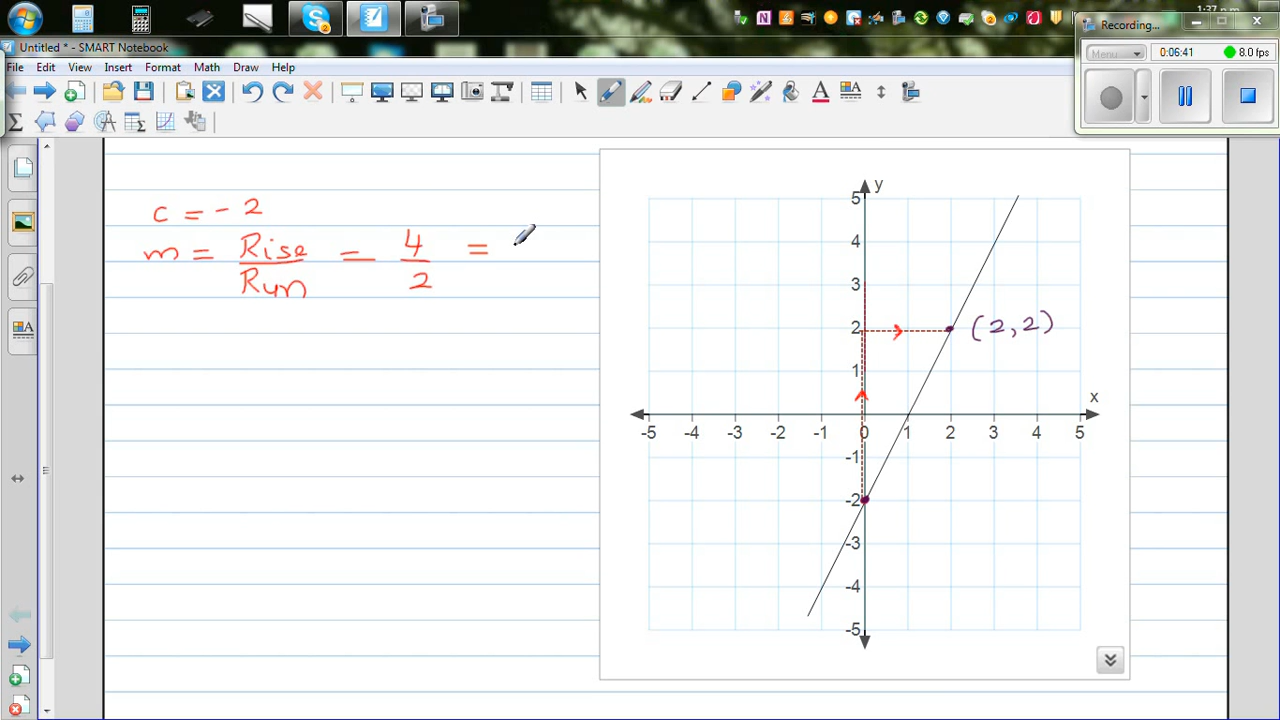 1:37 p.m.
Recording...
Untitled * - SMART Notebook
Menu
0:06:41
8.0 fps
File Edit View Insert Format Math Draw Help
c = - 2
m = Rise/Run = 4/2 =
y
5
4
3
2
(2,2)
1
x
-5 -4 -3 -2 -1 0 1 2 3 4 5
-1
-2
-3
-4
-5